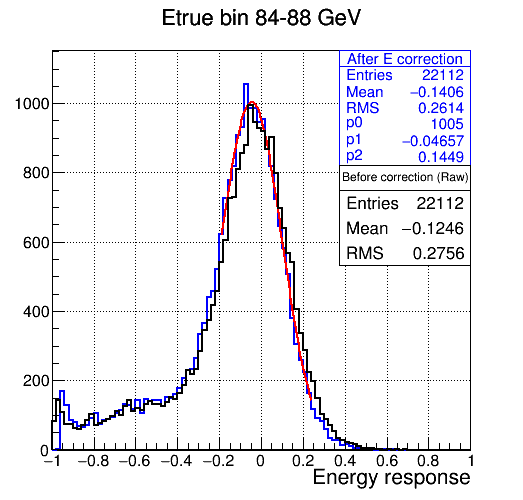 Etrue bin 84-88 GeV
After E correction
Entries 22112
Mean −0.1406
RMS 0.2614
p0 1005
p1 −0.04657
p2 0.1449
Before correction (Raw)
Entries 22112
Mean −0.1246
RMS 0.2756
1000
800
600
400
200
0
−1 −0.8 −0.6 −0.4 −0.2 0 0.2 0.4 0.6 0.8 1
Energy response